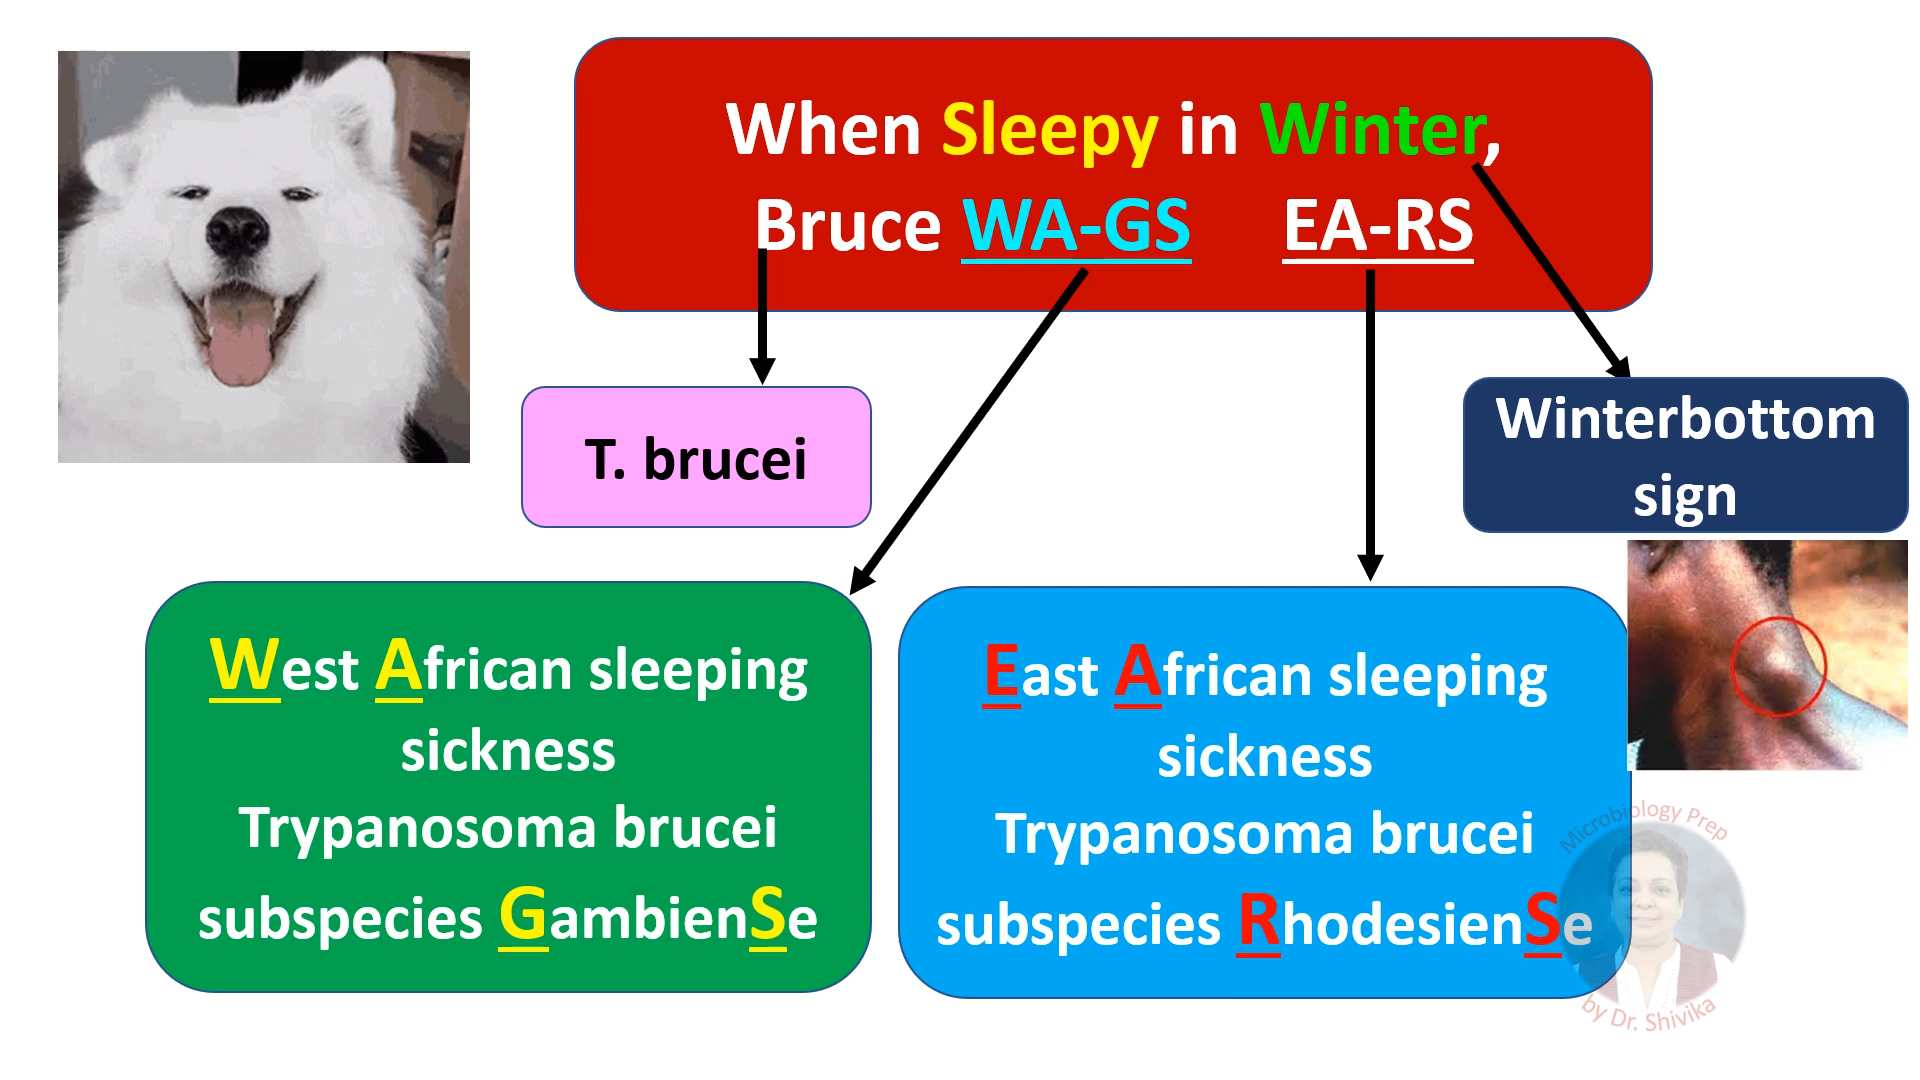 When Sleepy in Winter,
Bruce WA-GS EA-RS
T. brucei
Winterbottom
sign
West African sleeping
sickness
Trypanosoma brucei
subspecies GambienSe
East African sleeping
sickness
Trypanosoma brucei
subspecies RhodesienSe
Microbiology Prep
by Dr. Shivika